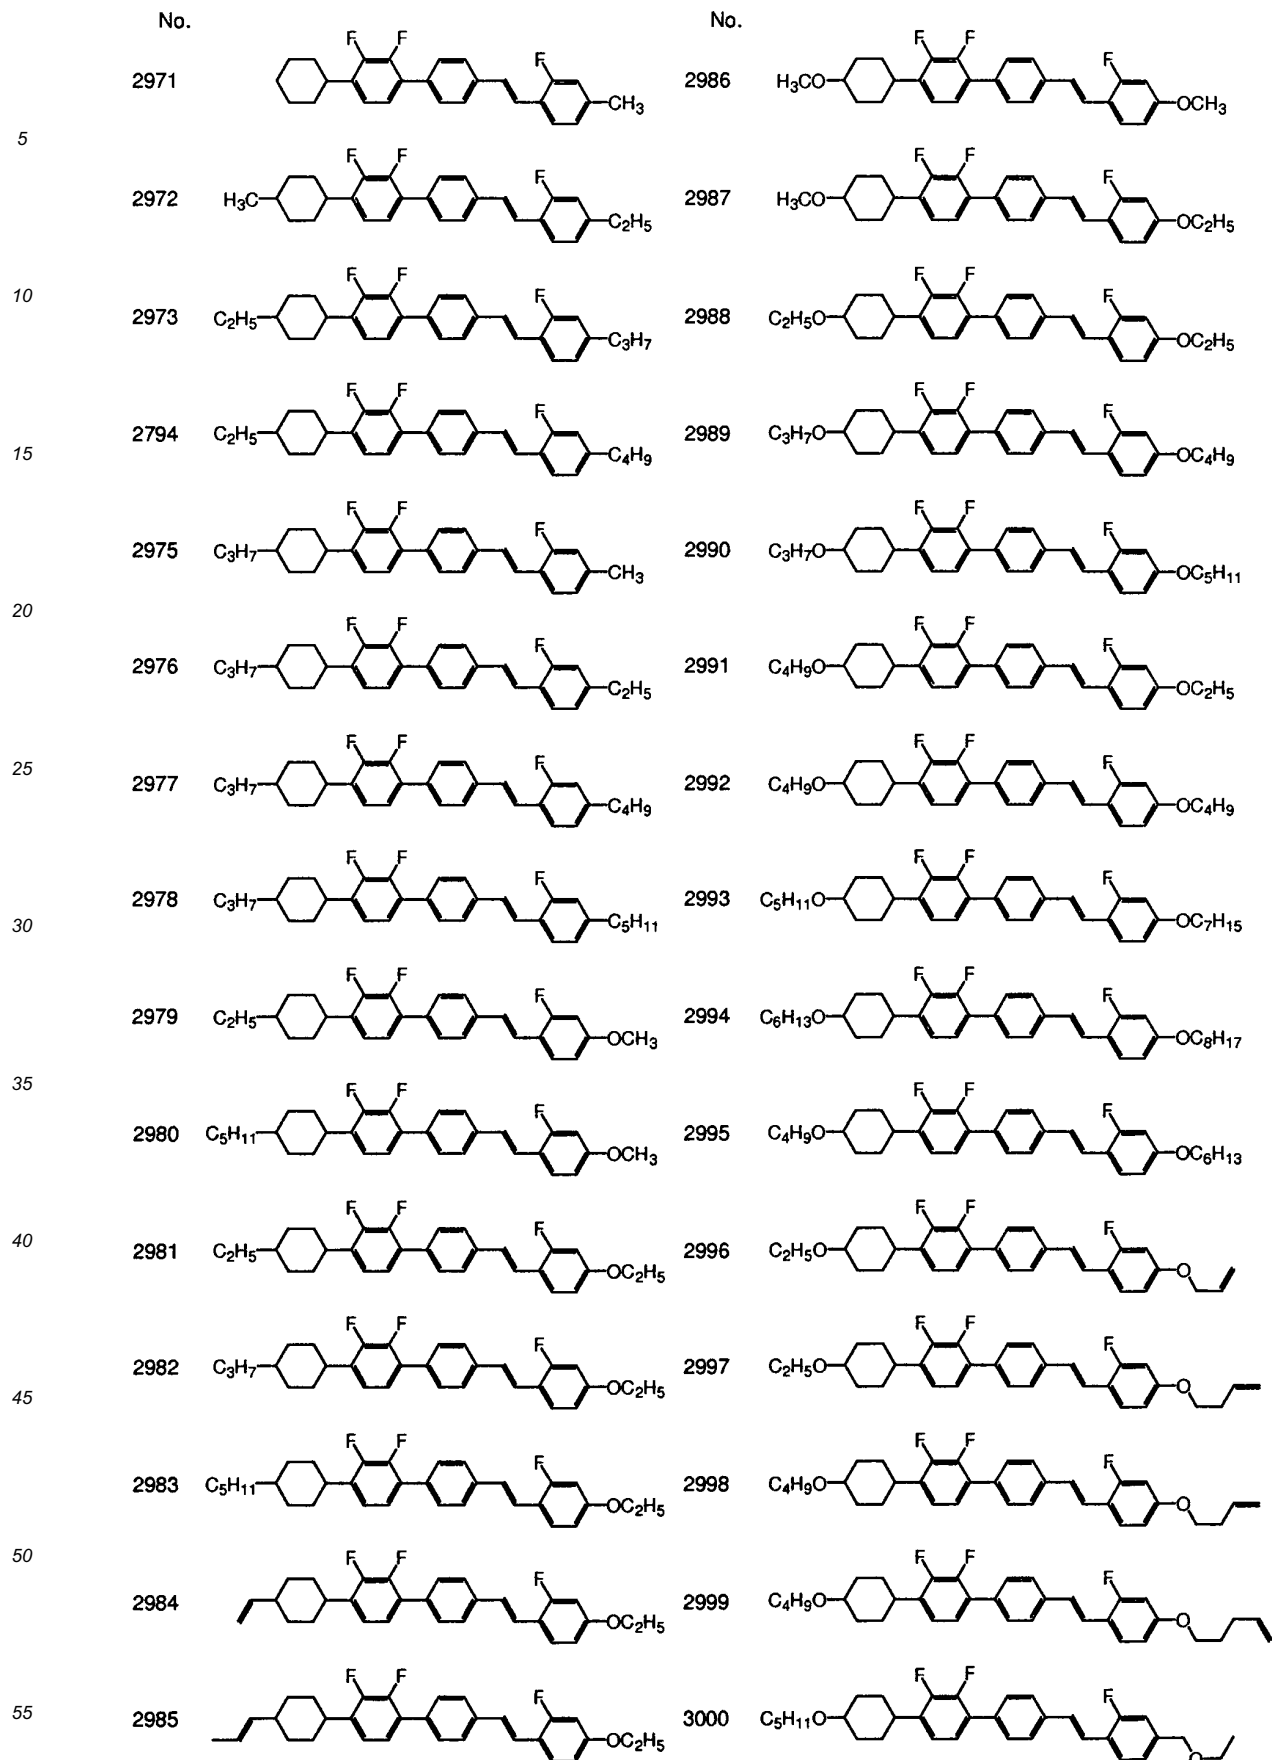 No. No.
F F F
2971 CH3
F F F
2986 H3CO OCH3
5
F F F
2972 H3C C2H5
F F F
2987 H3CO OC2H5
10
F F F
2973 C2H5 C3H7
F F F
2988 C2H5O OC2H5
F F F
2794 C2H5 C4H9
F F F
2989 C3H7O OC4H9
15
F F F
2975 C3H7 CH3
F F F
2990 C3H7O OC5H11
20
F F F
2976 C3H7 C2H5
F F F
2991 C4H9O OC2H5
25
F F F
2977 C3H7 C4H9
F F F
2992 C4H9O OC4H9
F F F
2978 C3H7 C5H11
F F F
2993 C5H11O OC7H15
30
F F F
2979 C2H5 OCH3
F F F
2994 C6H13O OC8H17
35
F F F
2980 C5H11 OCH3
F F F
2995 C4H9O OC6H13
40
F F F
2981 C2H5 OC2H5
F F F
2996 C2H5O O
F F F
2982 C3H7 OC2H5
F F F
2997 C2H5O O
45
F F F
2983 C5H11 OC2H5
F F F
2998 C4H9O O
50
F F F
2984 OC2H5
F F F
2999 C4H9O O
55
F F F
2985 OC2H5
F F F
3000 C5H11O O